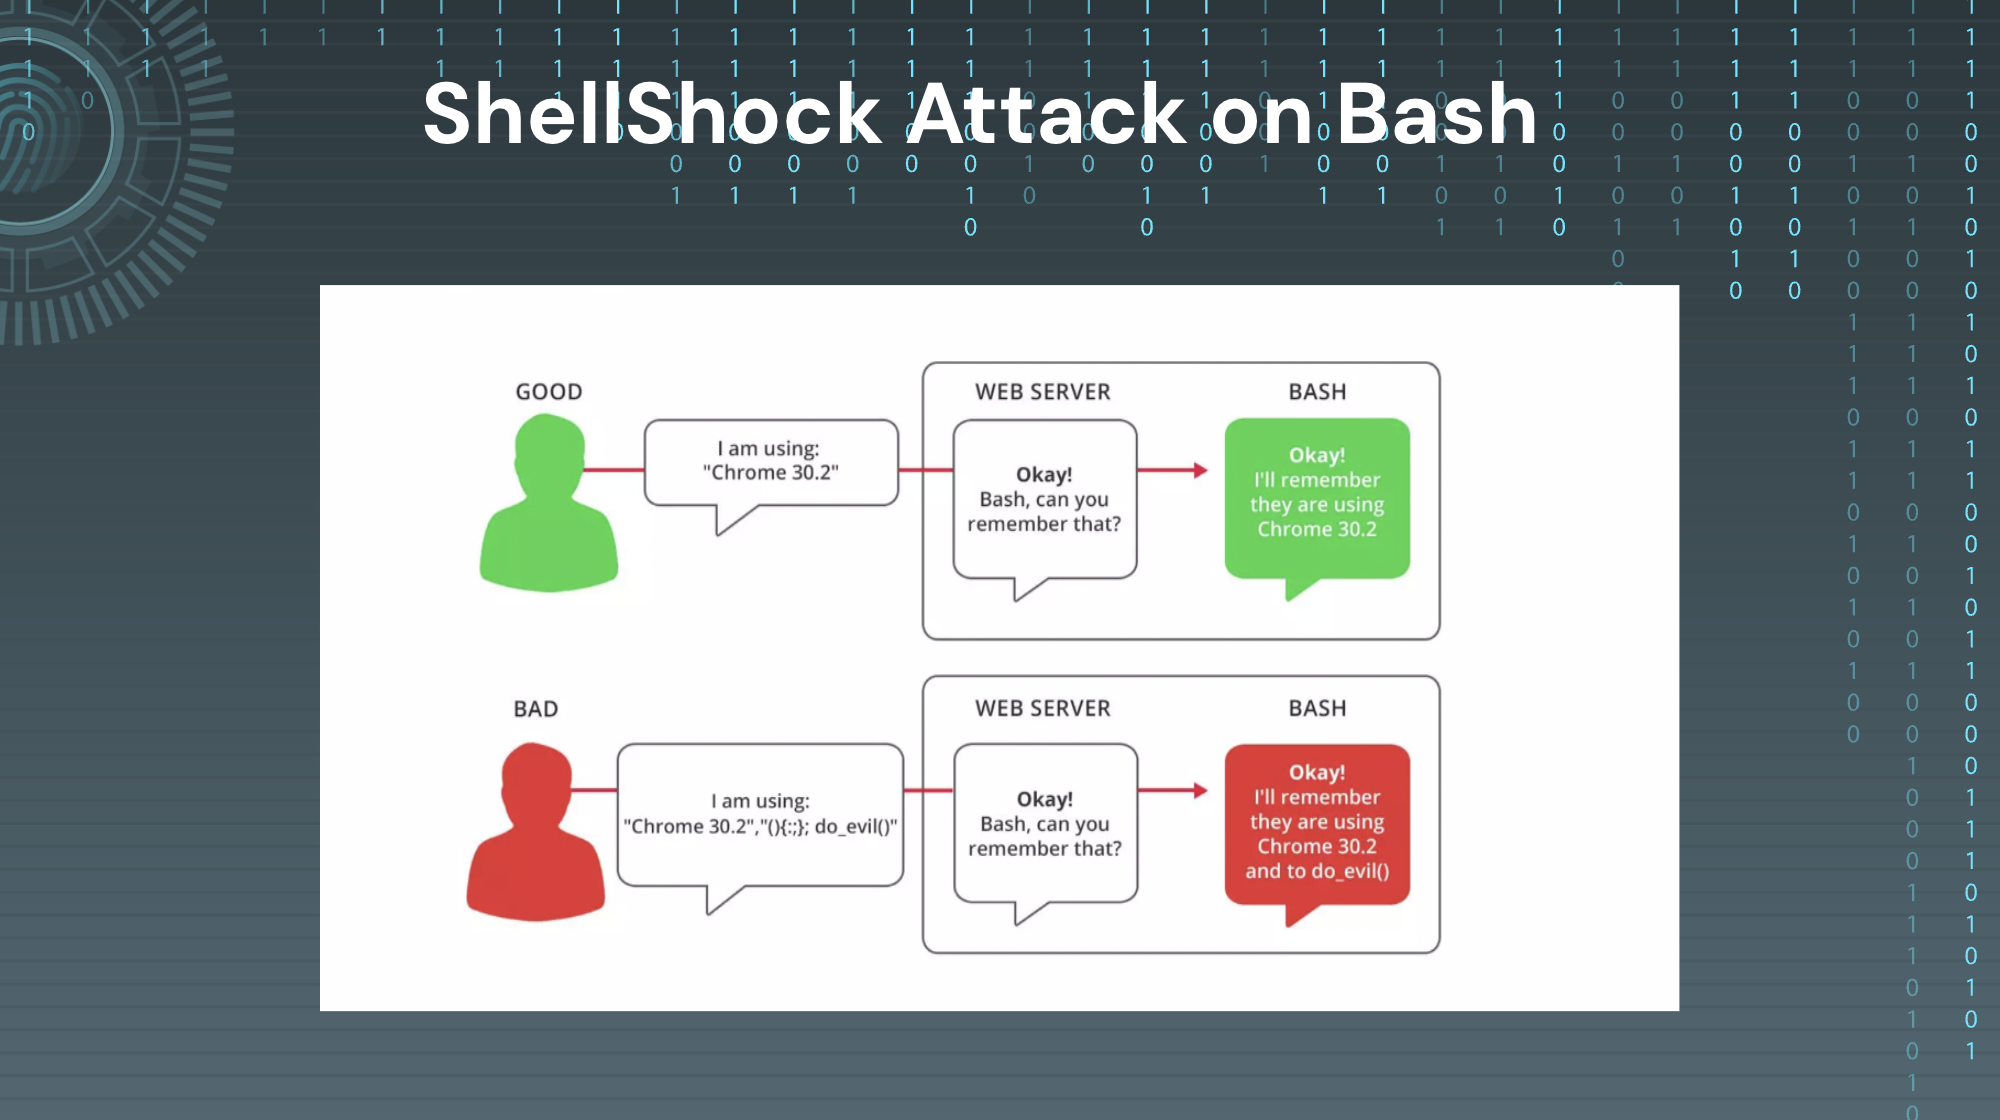 ShellShock Attack on Bash
GOOD
I am using:
"Chrome 30.2"
WEB SERVER
Okay!
Bash, can you
remember that?
BASH
Okay!
I'll remember
they are using
Chrome 30.2
BAD
I am using:
"Chrome 30.2","(){:;}; do_evil()"
WEB SERVER
Okay!
Bash, can you
remember that?
BASH
Okay!
I'll remember
they are using
Chrome 30.2
and to do_evil()